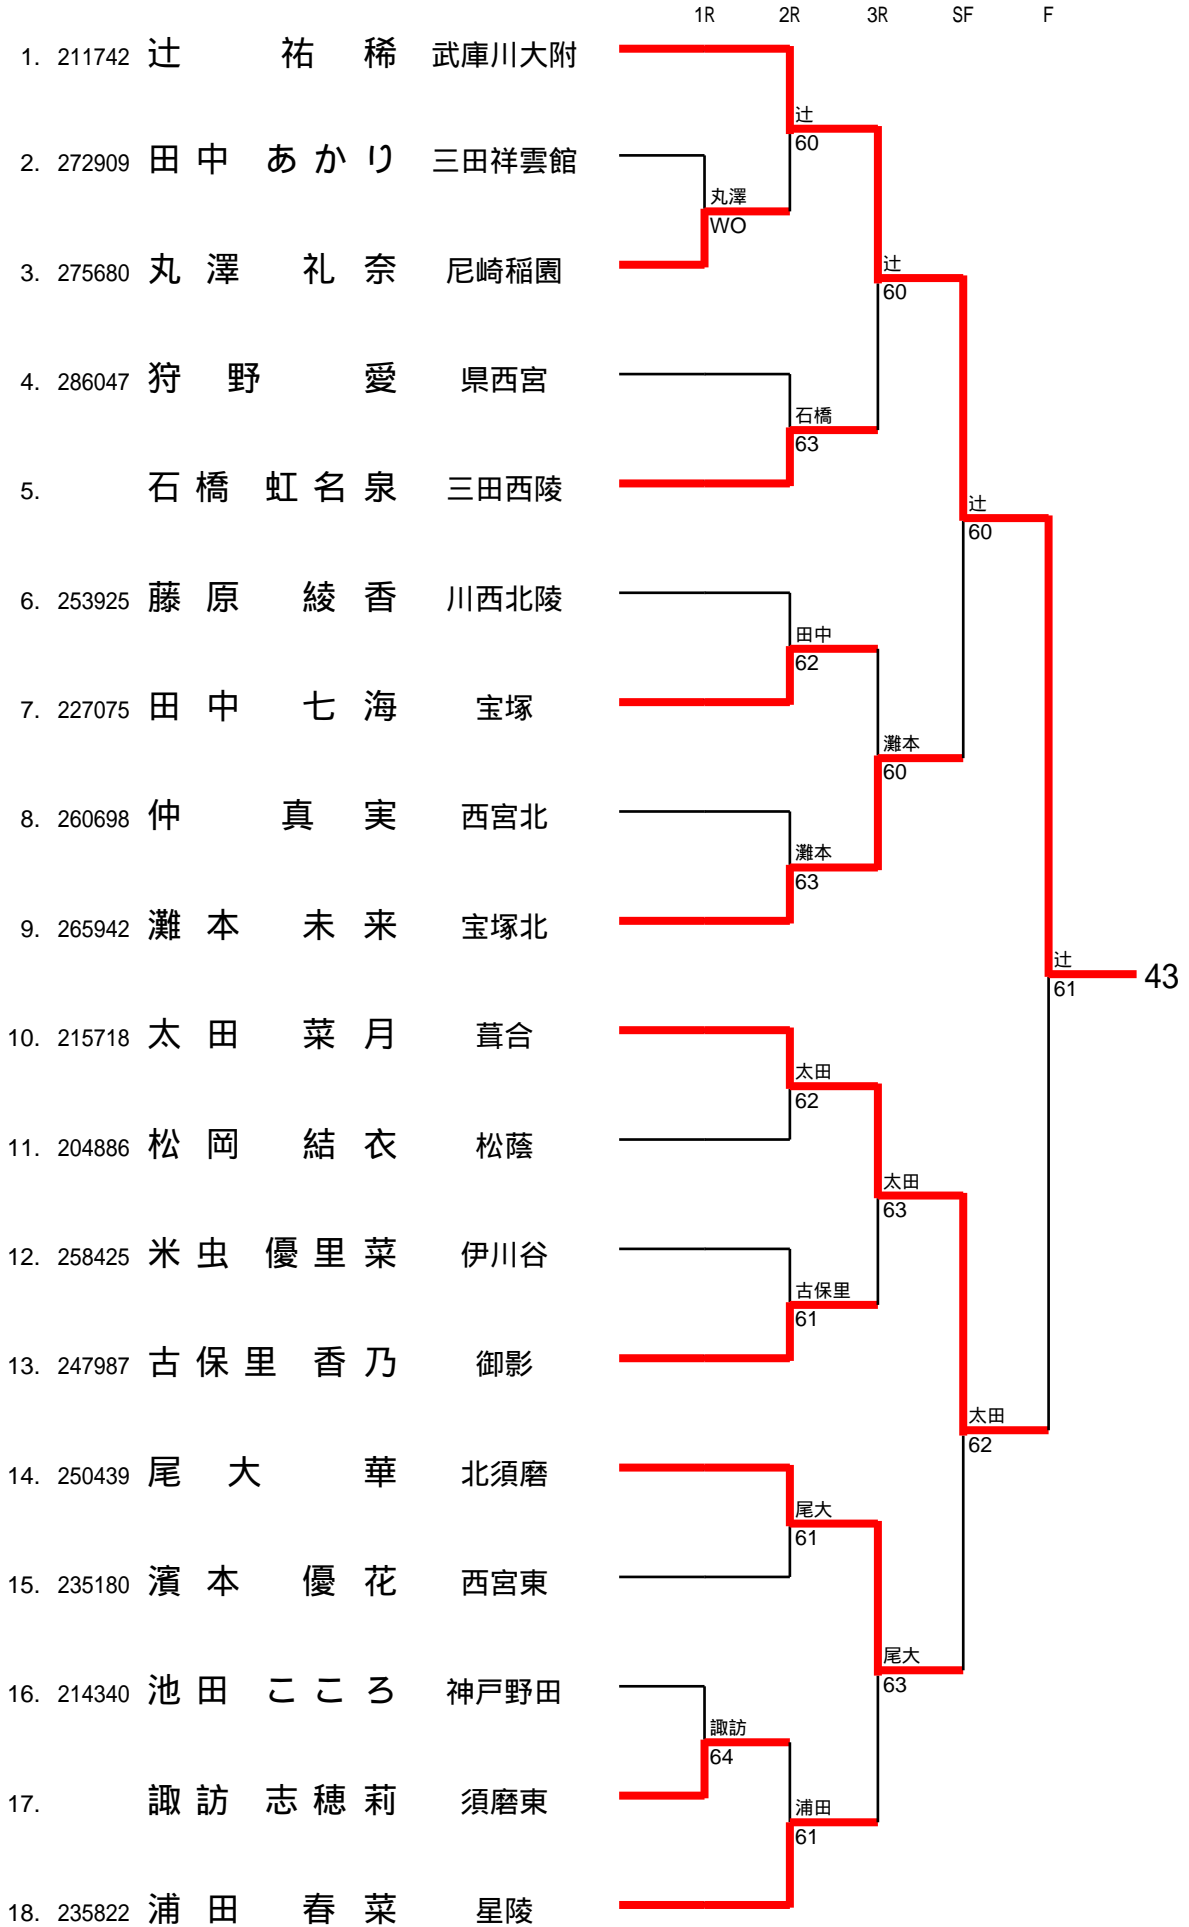 1R 2R 3R SF F
1. 211742 辻 祐 稀 武庫川大附
辻
60
2. 272909 田 中 あ か り 三田祥雲館
丸澤
WO
3. 275680 丸 澤 礼 奈 尼崎稲園
辻
60
4. 286047 狩 野 愛 県西宮
石橋
63
5. 石 橋 虹 名 泉 三田西陵
辻
60
6. 253925 藤 原 綾 香 川西北陵
田中
62
7. 227075 田 中 七 海 宝塚
灘本
60
8. 260698 仲 真 実 西宮北
灘本
63
9. 265942 灘 本 未 来 宝塚北
辻
61
43
10. 215718 太 田 菜 月 葺合
太田
62
11. 204886 松 岡 結 衣 松蔭
太田
63
12. 258425 米 虫 優 里 菜 伊川谷
古保里
61
13. 247987 古 保 里 香 乃 御影
太田
62
14. 250439 尾 大 華 北須磨
尾大
61
15. 235180 濱 本 優 花 西宮東
尾大
63
16. 214340 池 田 こ こ ろ 神戸野田
諏訪
64
17. 諏 訪 志 穂 莉 須磨東
浦田
61
18. 235822 浦 田 春 菜 星陵